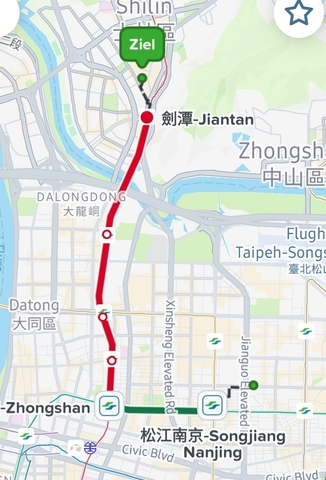 Shilin
Ziel
劍潭-Jiantan
Zhongsha
中山區
DALONGDONG
大龍峒
Flugh
Taipeh-Songs
臺北松
Datong
大同區
Xinsheng Elevated Rd
Jianguo Elevated
-Zhongshan
松江南京-Songjiang
Nanjing
Civic Blvd
Civic Blvd